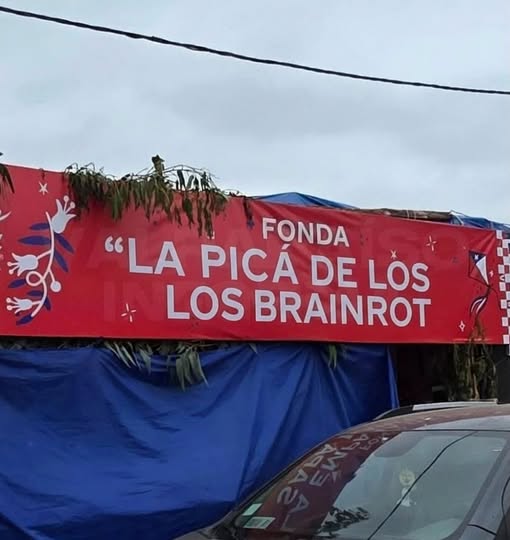 FONDA
“LA PICÁ DE LOS
LOS BRAINROT